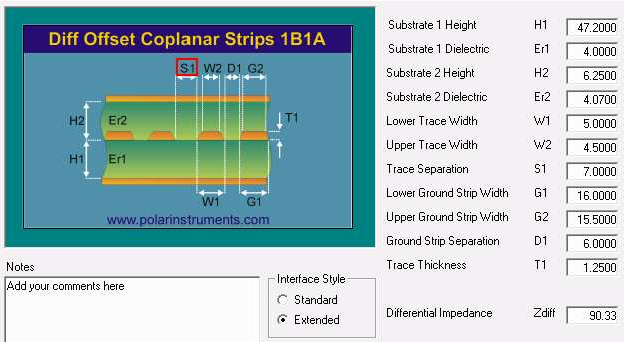 Diff Offset Coplanar Strips 1B1A
S1 W2 D1 G2
T1
H2 Er2
H1 Er1
W1 G1
www.polarinstruments.com
Notes
Add your comments here
Interface Style
Standard
Extended
Substrate 1 Height H1 47.2000
Substrate 1 Dielectric Er1 4.0000
Substrate 2 Height H2 6.2500
Substrate 2 Dielectric Er2 4.0700
Lower Trace Width W1 5.0000
Upper Trace Width W2 4.5000
Trace Separation S1 7.0000
Lower Ground Strip Width G1 16.0000
Upper Ground Strip Width G2 15.5000
Ground Strip Separation D1 6.0000
Trace Thickness T1 1.2500
Differential Impedance Zdiff 90.33